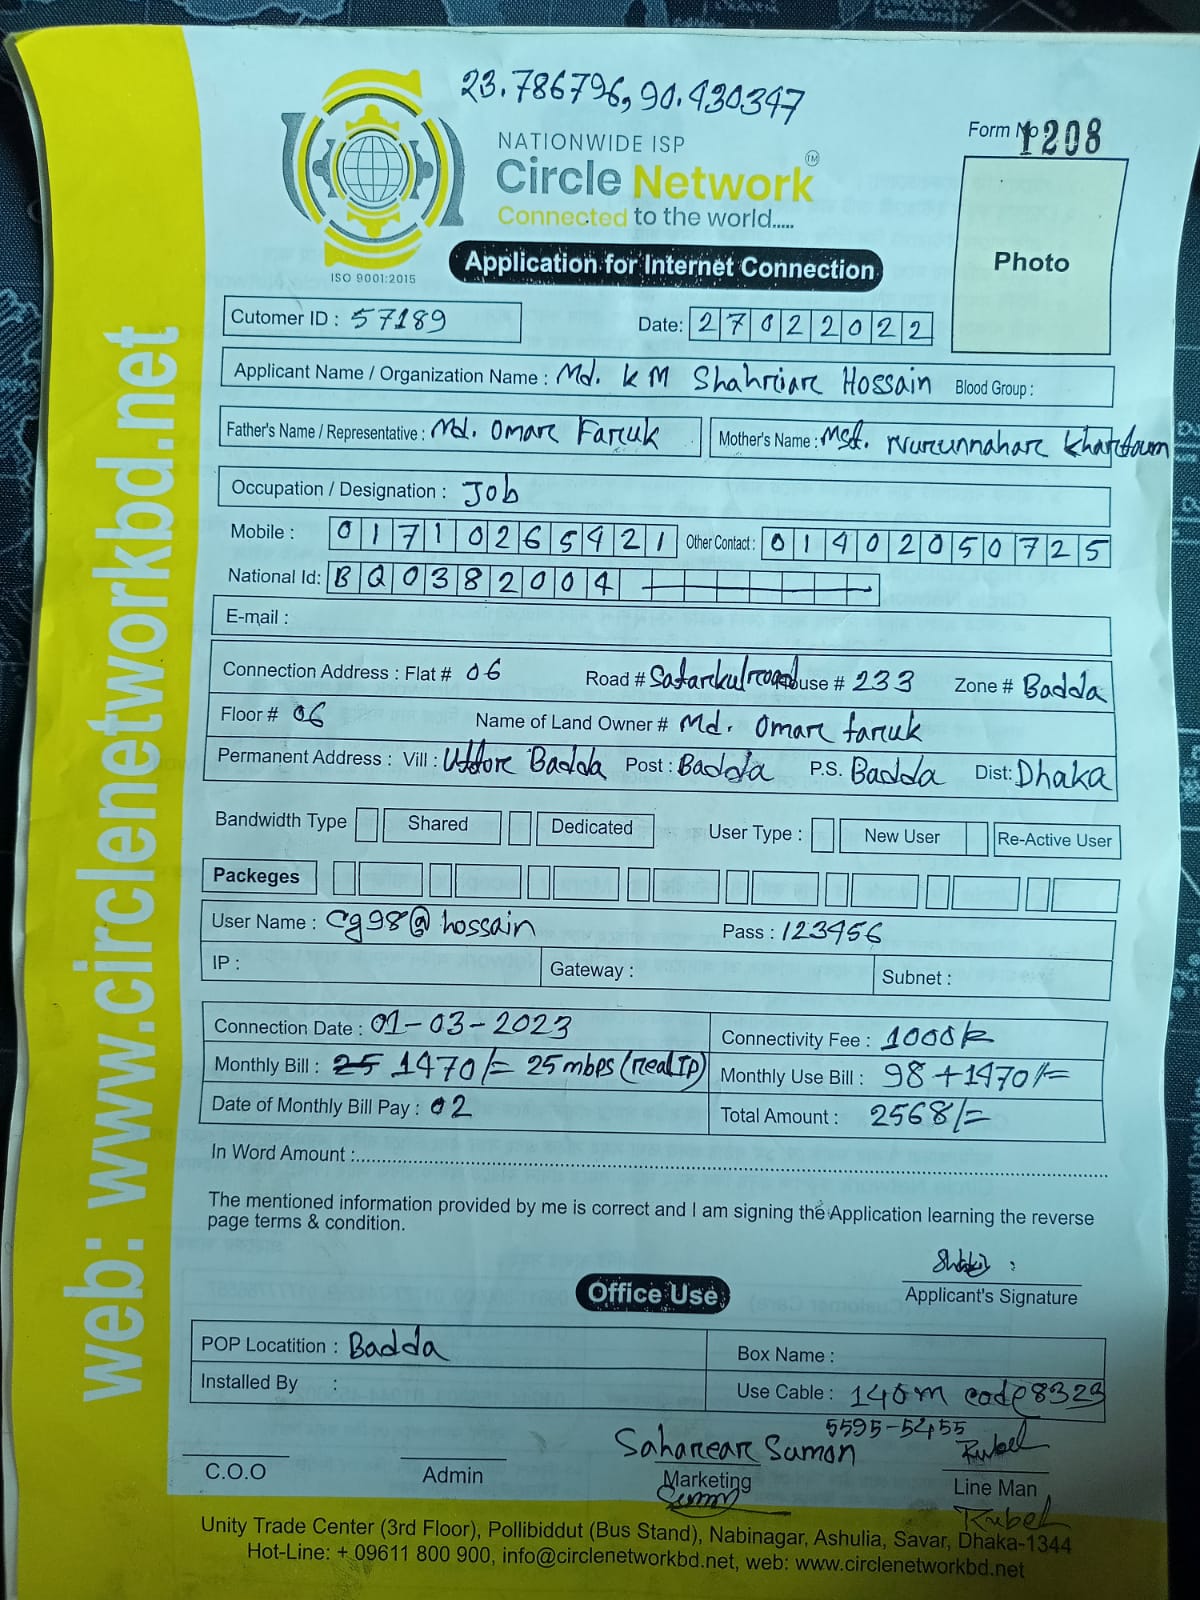 23.786796, 90.430347
NATIONWIDE ISP
Circle Network TM
Connected to the world.....
ISO 9001:2015
Form No 1208
Photo
Application for Internet Connection
Cutomer ID : 57189
Date: 27022022
Applicant Name / Organization Name : Md. K M Shahriar Hossain Blood Group :
Father's Name / Representative : Md. Omar Faruk
Mother's Name : Mst. Nurunnahar Khardoum
Occupation / Designation : Job
Mobile : 01710265421 Other Contact : 01402050725
National Id: BQ0382004
E-mail :
Connection Address : Flat # 06 Road # Satarkulroad House # 233 Zone # Badda
Floor # 06 Name of Land Owner # Md. Omar faruk
Permanent Address : Vill : Uttore Badda Post : Badda P.S. Badda Dist: Dhaka
Bandwidth Type Shared Dedicated User Type : New User Re-Active User
Packeges
User Name : cg98@hossain Pass : 123456
IP : Gateway : Subnet :
Connection Date : 01-03-2023 Connectivity Fee : 1000
Monthly Bill : 25 1470/= 25 mbps (real IP) Monthly Use Bill : 98+1470/=
Date of Monthly Bill Pay : 02 Total Amount : 2568/=
In Word Amount :
The mentioned information provided by me is correct and I am signing the Application learning the reverse
page terms & condition.
Applicant's Signature
Office Use
POP Locatition : Badda Box Name :
Installed By : Use Cable : 140m code 8323
5595-5455
Saharear Sumon Rubel
C.O.O Admin Marketing Line Man
Sumon Rubel
Unity Trade Center (3rd Floor), Pollibiddut (Bus Stand), Nabinagar, Ashulia, Savar, Dhaka-1344
Hot-Line: + 09611 800 900, info@circlenetworkbd.net, web: www.circlenetworkbd.net
web: www.circlenetworkbd.net